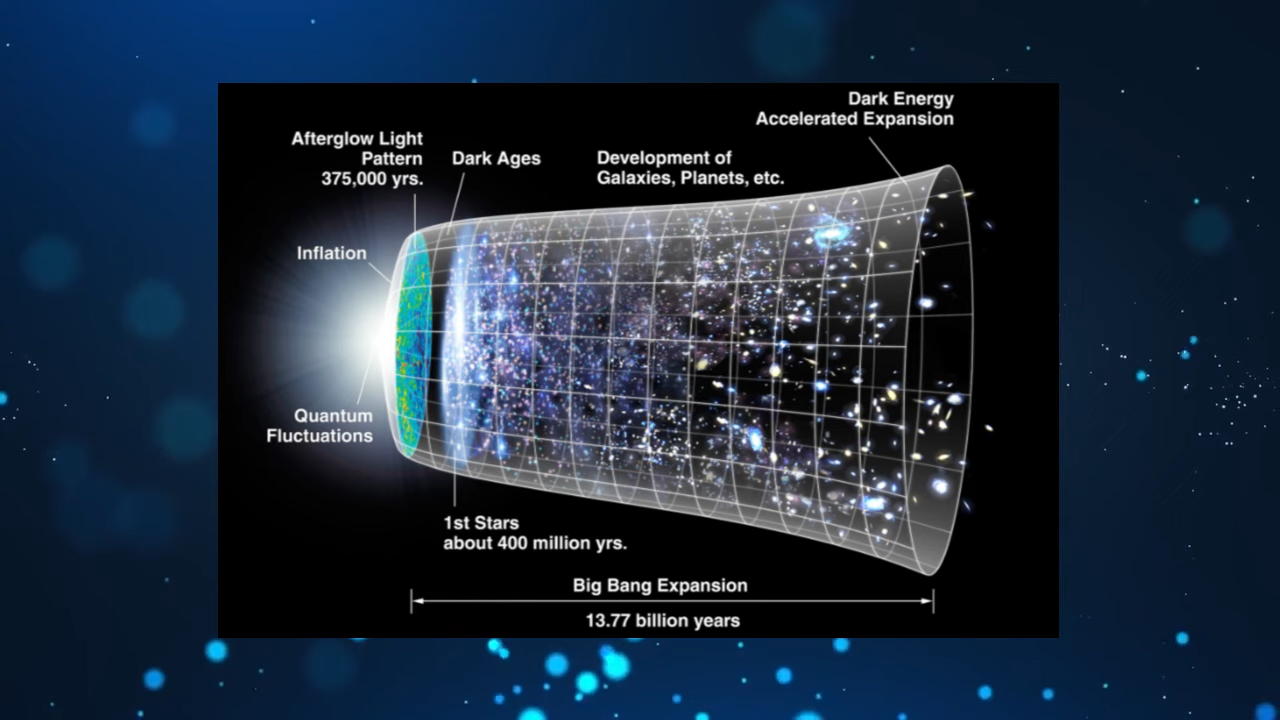 Dark Energy
Accelerated Expansion
Afterglow Light
Pattern
375,000 yrs.
Dark Ages
Development of
Galaxies, Planets, etc.
Inflation
Quantum
Fluctuations
1st Stars
about 400 million yrs.
Big Bang Expansion
13.77 billion years